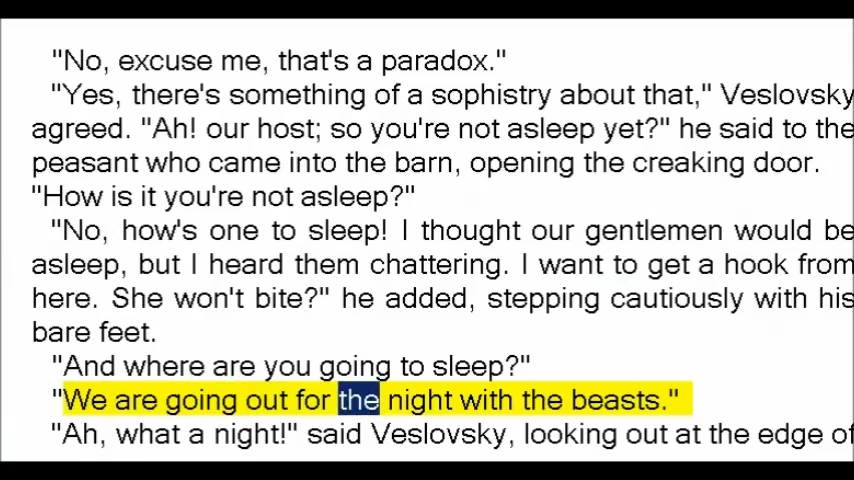 "No, excuse me, that's a paradox."
"Yes, there's something of a sophistry about that," Veslovsky
agreed. "Ah! our host; so you're not asleep yet?" he said to the
peasant who came into the barn, opening the creaking door.
"How is it you're not asleep?"
"No, how's one to sleep! I thought our gentlemen would be
asleep, but I heard them chattering. I want to get a hook from
here. She won't bite?" he added, stepping cautiously with his
bare feet.
"And where are you going to sleep?"
"We are going out for the night with the beasts."
"Ah, what a night!" said Veslovsky, looking out at the edge of